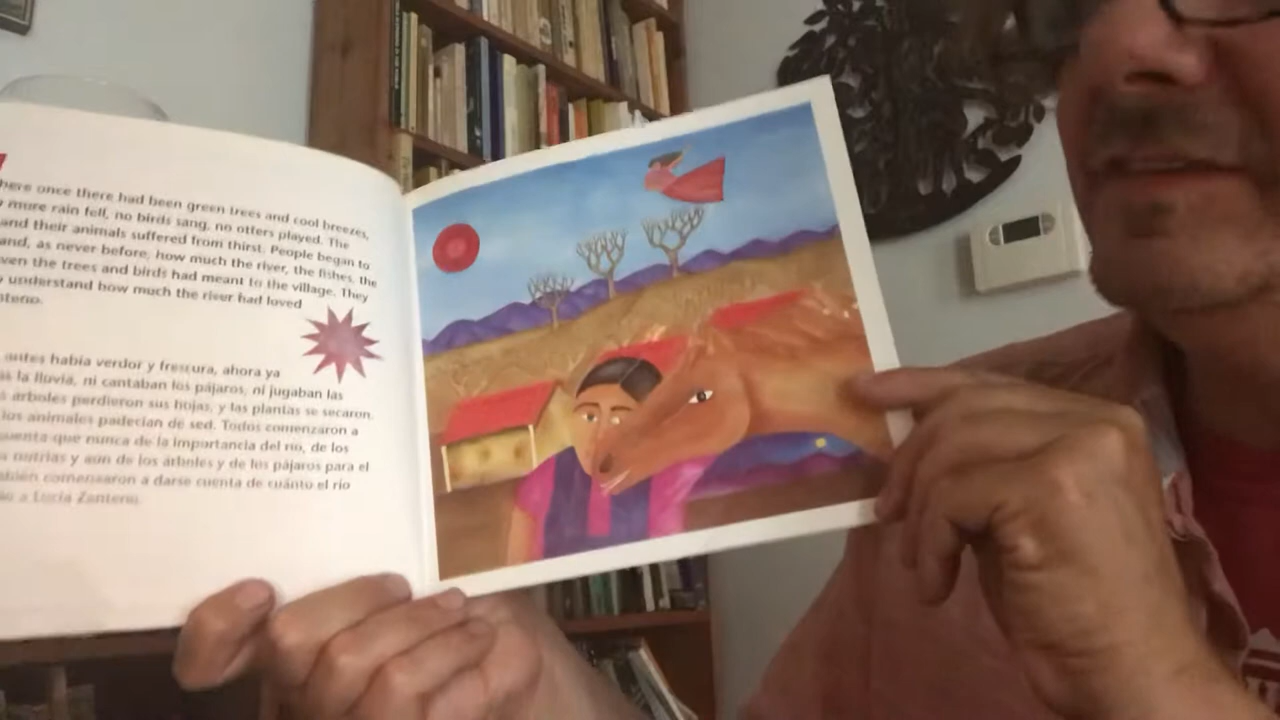 here once there had been green trees and cool breezes,
more rain fell, no birds sang, no otters played. The
and their animals suffered from thirst. People began to
and, as never before, how much the river, the fishes, the
ven the trees and birds had meant to the village. They
understand how much the river had loved
antes había verdor y frescura, ahora ya
la lluvia, ni cantaban los pájaros, ni jugaban las
árboles perdieron sus hojas, y las plantas se secaron.
los animales padecían de sed. Todos comenzaron a
cuenta que nunca de la importancia del río, de los
nutrias y aun de los árboles y de los pájaros para el
comenzaron a darse cuenta de cuánto el río
a Lucía Zenteno.